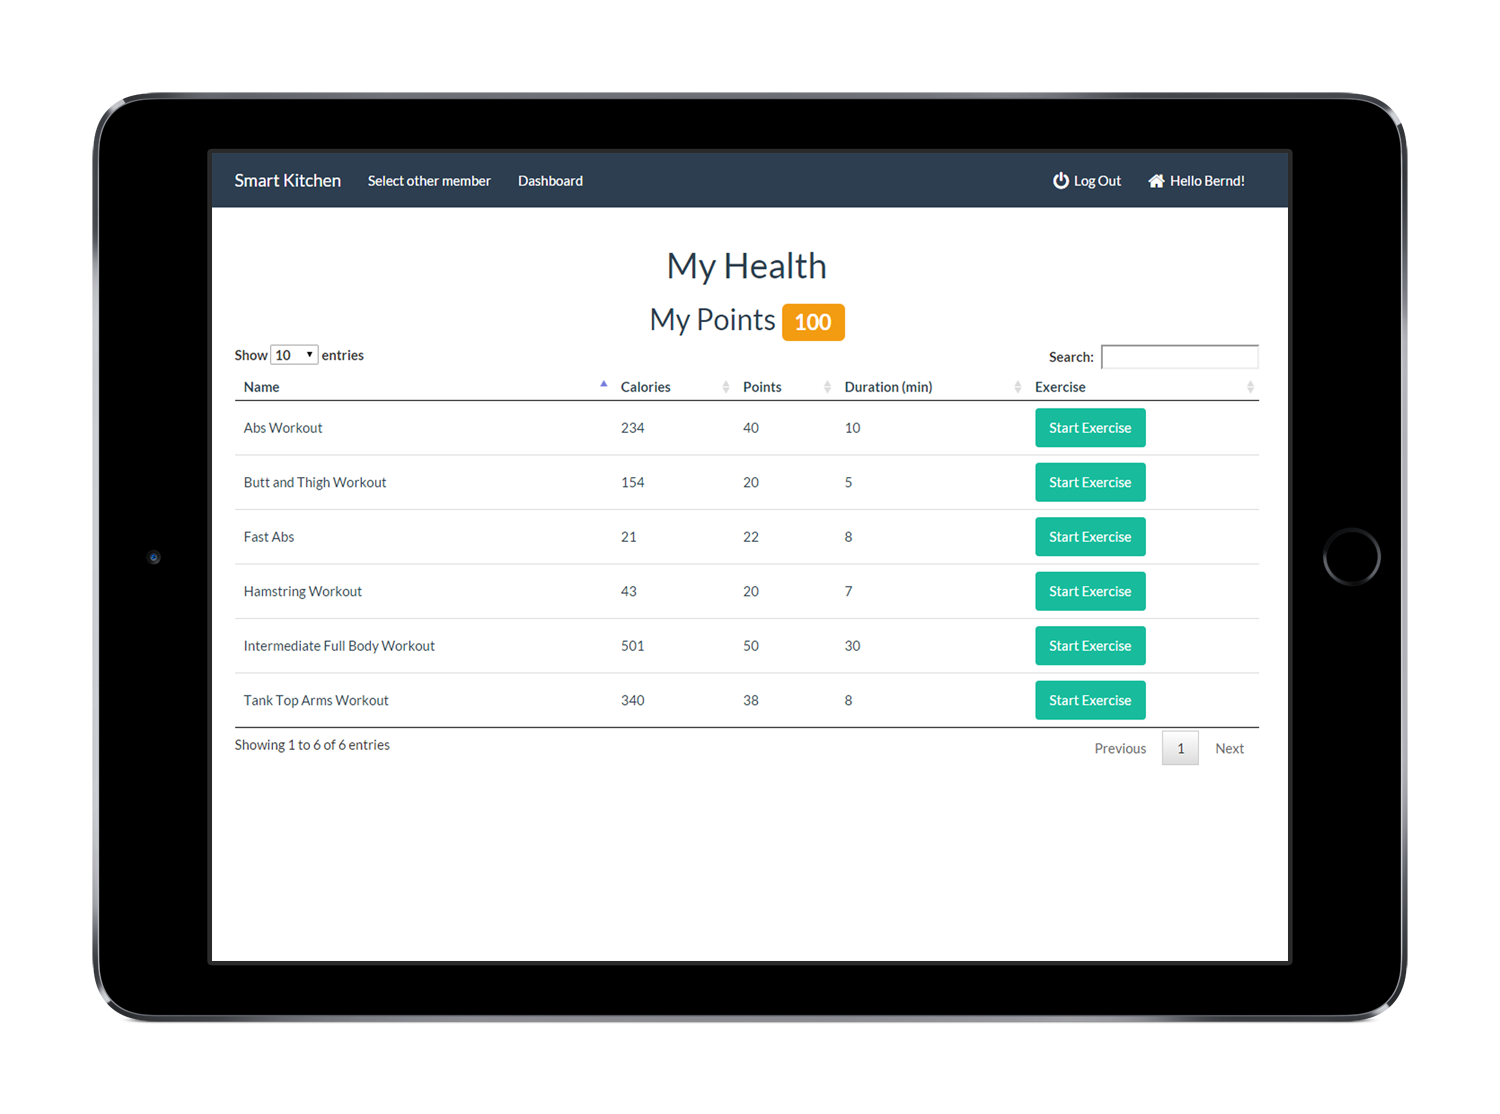 Smart Kitchen Select other member Dashboard Log Out Hello Bernd!
My Health
My Points 100
Show 10 entries Search:
Name Calories Points Duration (min) Exercise
Abs Workout 234 40 10 Start Exercise
Butt and Thigh Workout 154 20 5 Start Exercise
Fast Abs 21 22 8 Start Exercise
Hamstring Workout 43 20 7 Start Exercise
Intermediate Full Body Workout 501 50 30 Start Exercise
Tank Top Arms Workout 340 38 8 Start Exercise
Showing 1 to 6 of 6 entries Previous 1 Next